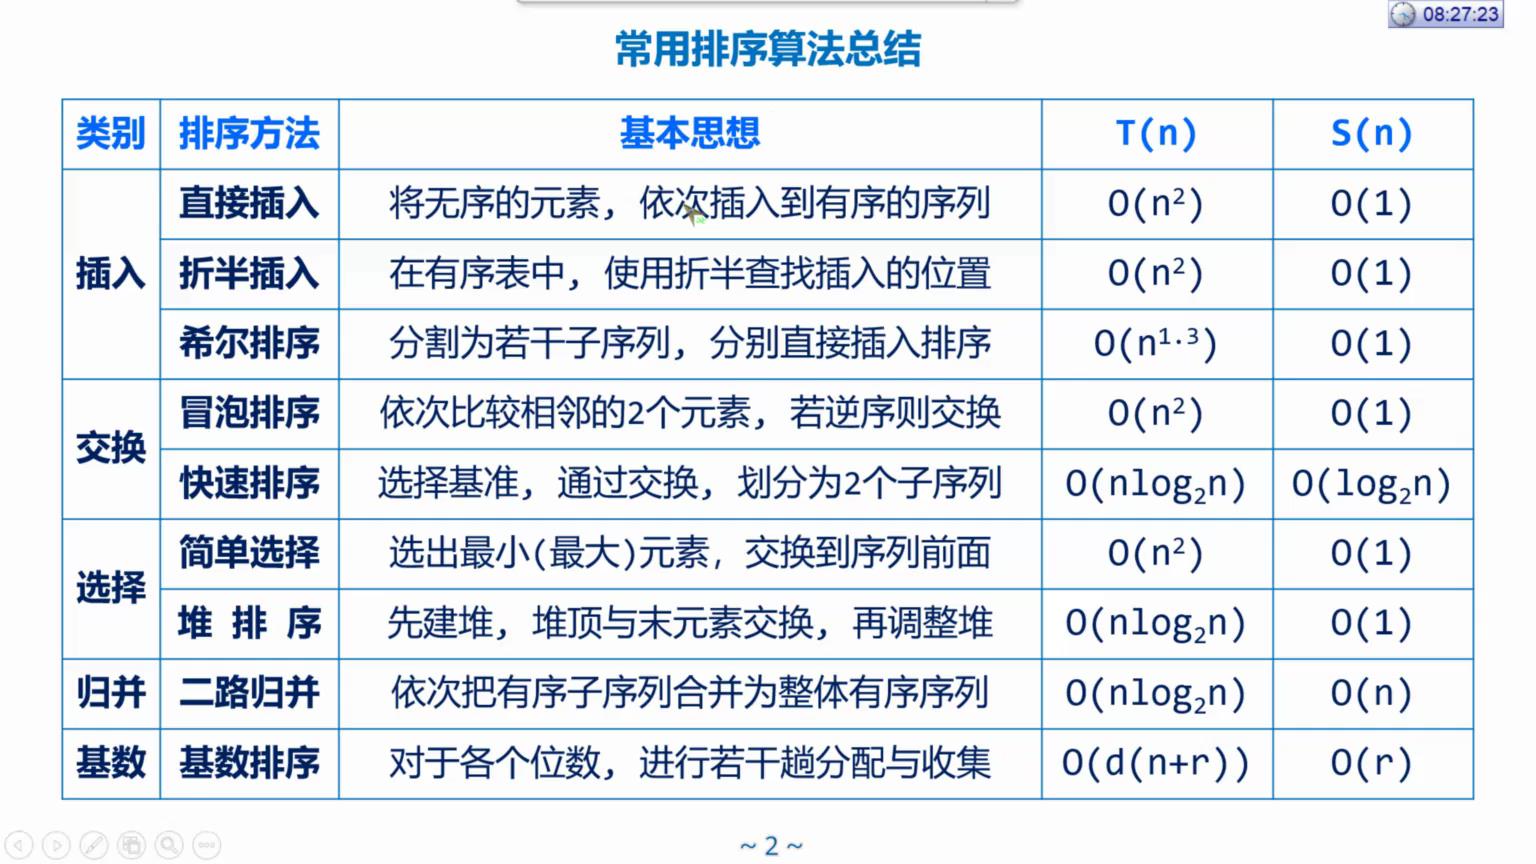 08:27:23
常用排序算法总结
类别 排序方法 基本思想 T(n) S(n)
插入 直接插入 将无序的元素，依次插入到有序的序列 O(n²) O(1)
折半插入 在有序表中，使用折半查找插入的位置 O(n²) O(1)
希尔排序 分割为若干子序列，分别直接插入排序 O(n¹·³) O(1)
交换 冒泡排序 依次比较相邻的2个元素，若逆序则交换 O(n²) O(1)
快速排序 选择基准，通过交换，划分为2个子序列 O(nlog₂n) O(log₂n)
选择 简单选择 选出最小(最大)元素，交换到序列前面 O(n²) O(1)
堆 排 序 先建堆，堆顶与末元素交换，再调整堆 O(nlog₂n) O(1)
归并 二路归并 依次把有序子序列合并为整体有序序列 O(nlog₂n) O(n)
基数 基数排序 对于各个位数，进行若干趟分配与收集 O(d(n+r)) O(r)
~ 2 ~